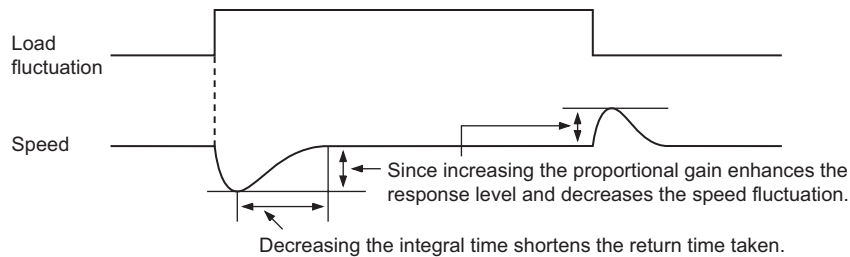 Load
fluctuation
Speed
Since increasing the proportional gain enhances the
response level and decreases the speed fluctuation.
Decreasing the integral time shortens the return time taken.